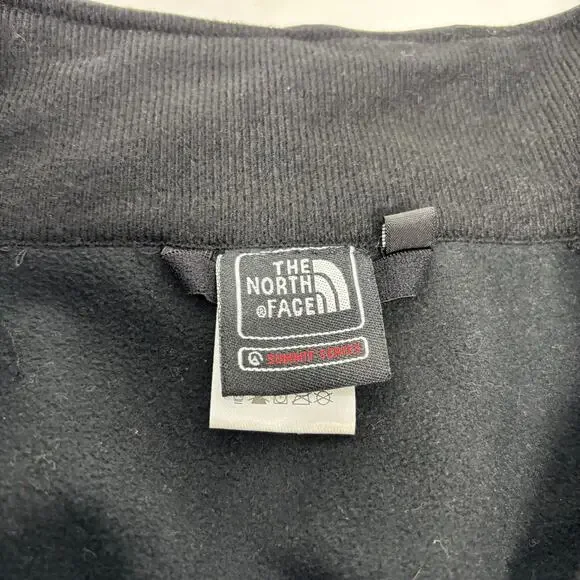 THE
NORTH
®FACE
SUMMIT SERIES